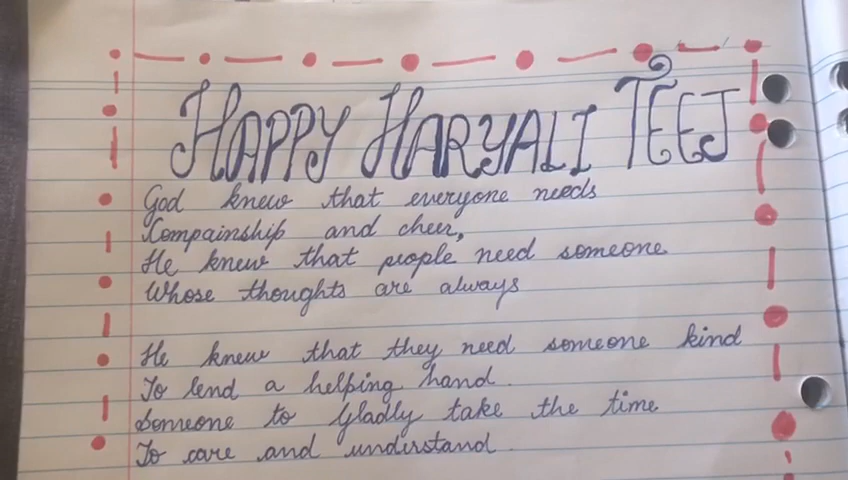 HAPPY HARYALI TEEJ
God knew that everyone needs
Compainship and cheer,
He knew that people need someone
Whose thoughts are always
He knew that they need someone kind
To lend a helping hand.
Someone to gladly take the time
To care and understand.